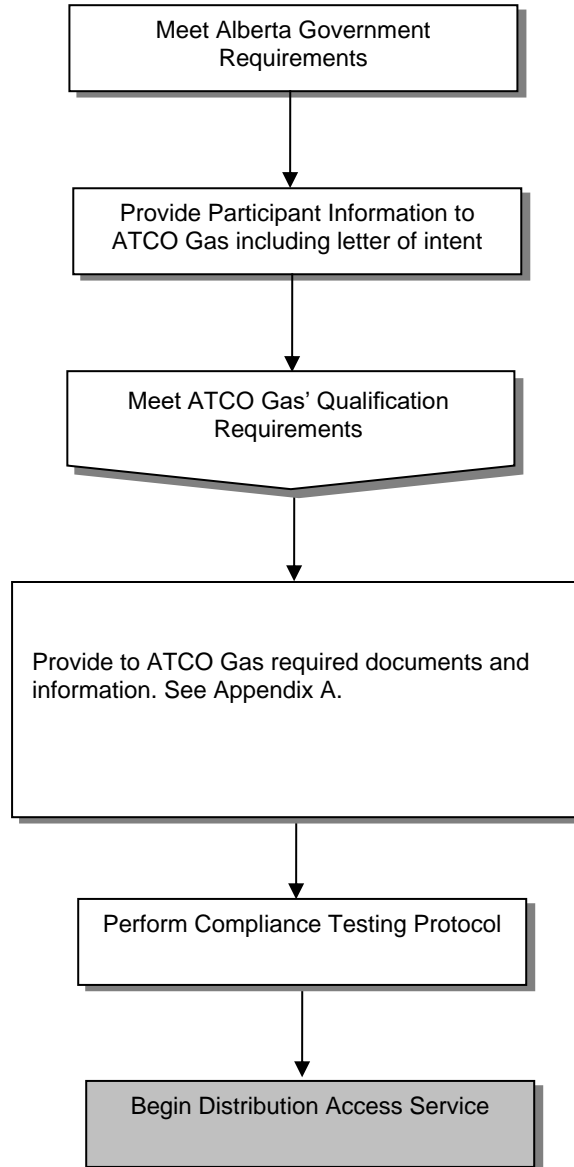 Meet Alberta Government
Requirements
Provide Participant Information to
ATCO Gas including letter of intent
Meet ATCO Gas’ Qualification
Requirements
Provide to ATCO Gas required documents and
information. See Appendix A.
Perform Compliance Testing Protocol
Begin Distribution Access Service